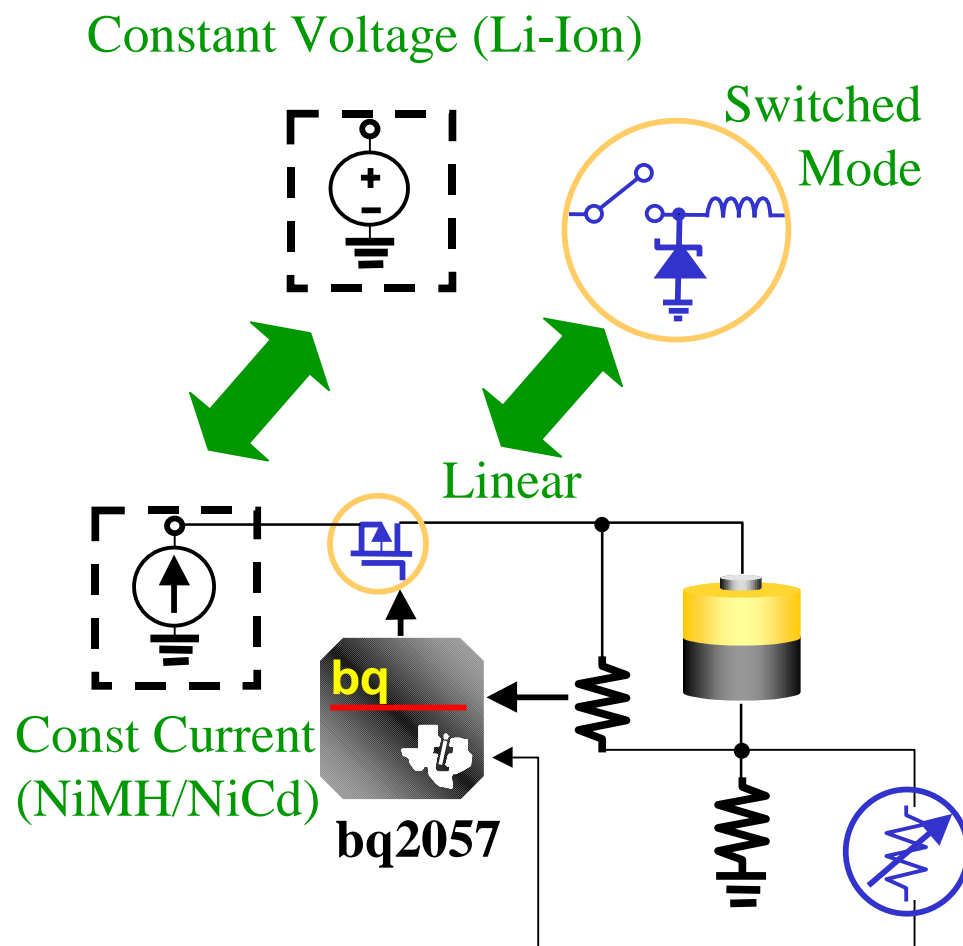 Constant Voltage (Li-Ion)
Switched
Mode
+
–
Linear
bq
Const Current
(NiMH/NiCd)
bq2057